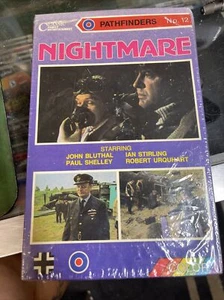 PATHFINDERS
NO. 12
NIGHTMARE
STARRING
JOHN BLUTHAL IAN STIRLING
PAUL SHELLEY ROBERT URQUHART